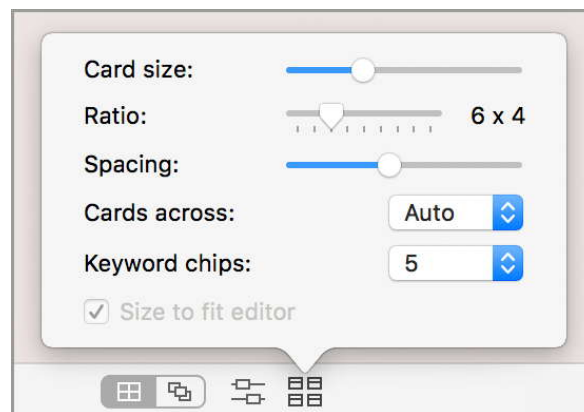 Card size:
Ratio: 6 x 4
Spacing:
Cards across: Auto
Keyword chips: 5
Size to fit editor